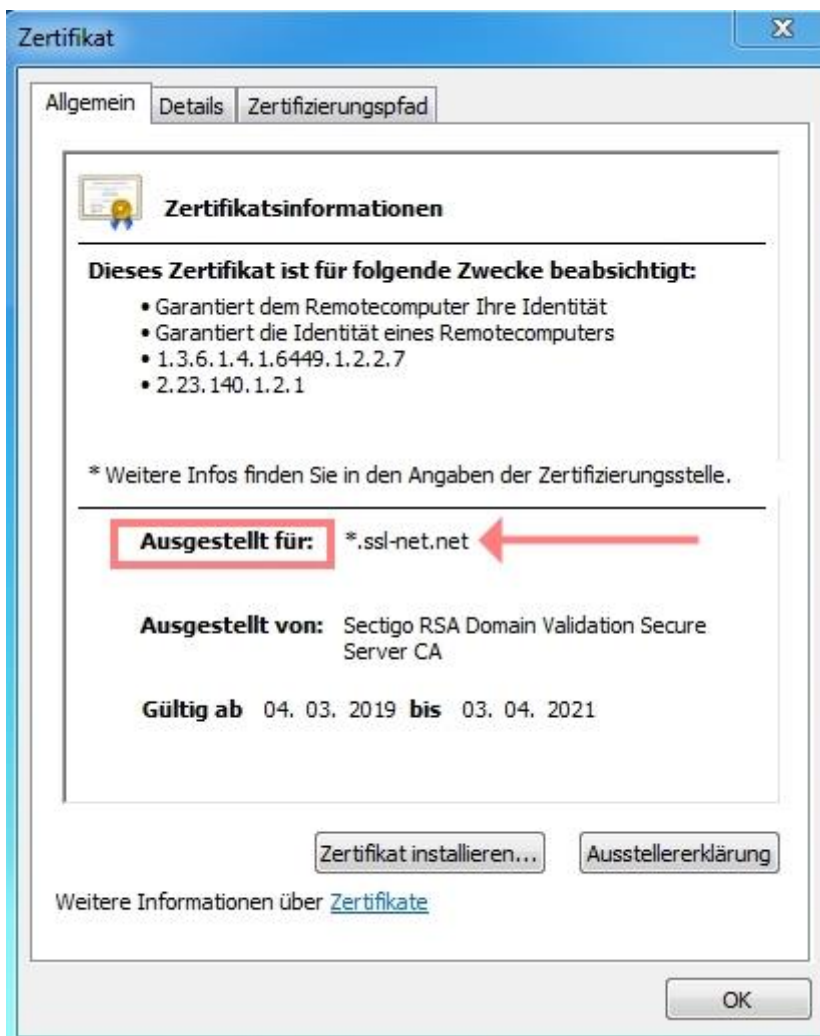 Zertifikat
Allgemein Details Zertifizierungspfad
Zertifikatsinformationen
Dieses Zertifikat ist für folgende Zwecke beabsichtigt:
• Garantiert dem Remotecomputer Ihre Identität
• Garantiert die Identität eines Remotecomputers
• 1.3.6.1.4.1.6449.1.2.2.7
• 2.23.140.1.2.1
* Weitere Infos finden Sie in den Angaben der Zertifizierungsstelle.
Ausgestellt für: *.ssl-net.net
Ausgestellt von: Sectigo RSA Domain Validation Secure
Server CA
Gültig ab 04. 03. 2019 bis 03. 04. 2021
Zertifikat installieren... Ausstellererklärung
Weitere Informationen über Zertifikate
OK